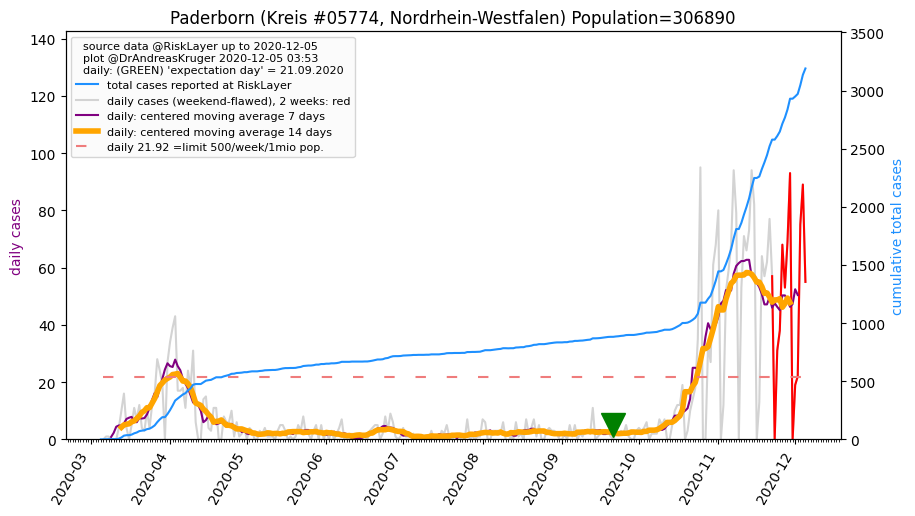 Paderborn (Kreis #05774, Nordrhein-Westfalen) Population=306890
source data @RiskLayer up to 2020-12-05
plot @DrAndreasKruger 2020-12-05 03:53
daily: (GREEN) 'expectation day' = 21.09.2020
total cases reported at RiskLayer
daily cases (weekend-flawed), 2 weeks: red
daily: centered moving average 7 days
daily: centered moving average 14 days
daily 21.92 =limit 500/week/1mio pop.
daily cases
140
120
100
80
60
40
20
0
cumulative total cases
3500
3000
2500
2000
1500
1000
500
0
2020-03
2020-04
2020-05
2020-06
2020-07
2020-08
2020-09
2020-10
2020-11
2020-12